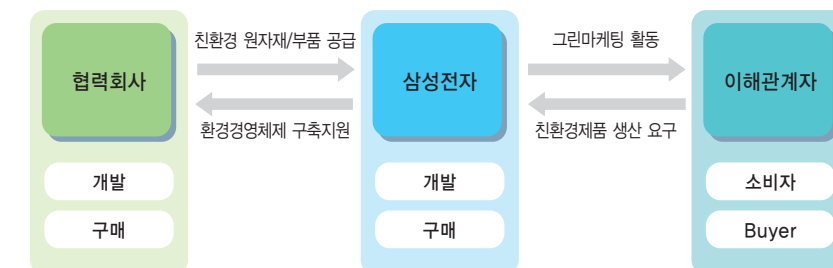 친환경 원자재/부품 공급
그린마케팅 활동
협력회사
삼성전자
이해관계자
환경경영체제 구축지원
친환경제품 생산 요구
개발
개발
소비자
구매
구매
Buyer